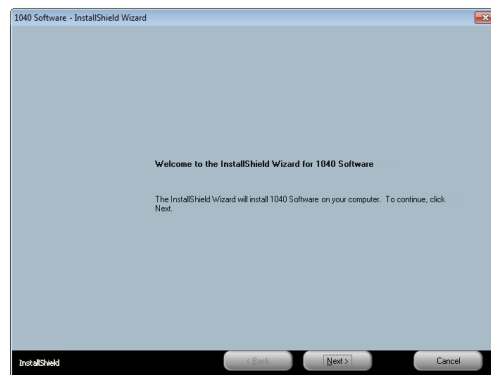 1040 Software - InstallShield Wizard
Welcome to the InstallShield Wizard for 1040 Software
The InstallShield Wizard will install 1040 Software on your computer. To continue, click
Next.
InstallShield
< Back
Next >
Cancel